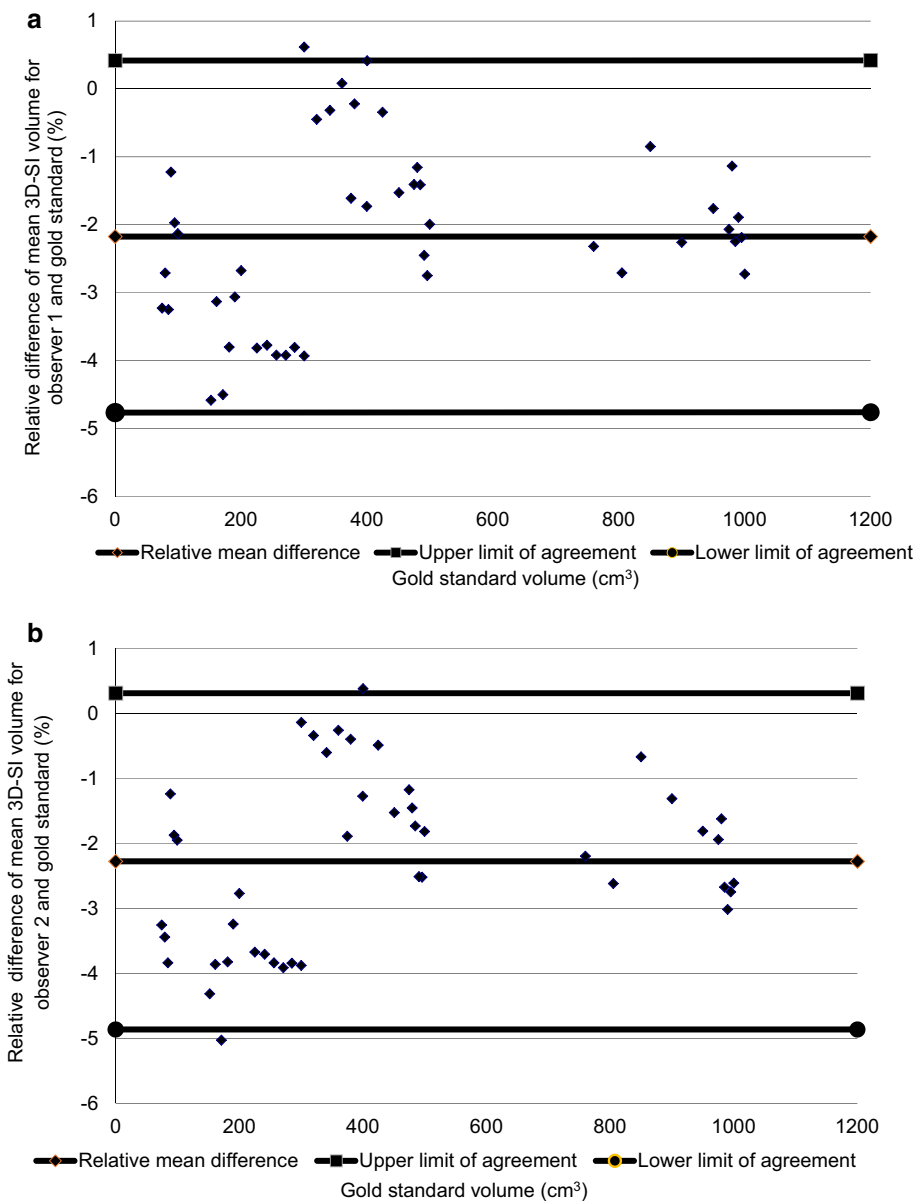 a
Relative difference of mean 3D-SI volume for
observer 1 and gold standard (%)
1
0
-1
-2
-3
-4
-5
-6
0 200 400 600 800 1000 1200
Relative mean difference Upper limit of agreement Lower limit of agreement
Gold standard volume (cm³)
b
Relative difference of mean 3D-SI volume for
observer 2 and gold standard (%)
1
0
-1
-2
-3
-4
-5
-6
0 200 400 600 800 1000 1200
Relative mean difference Upper limit of agreement Lower limit of agreement
Gold standard volume (cm³)